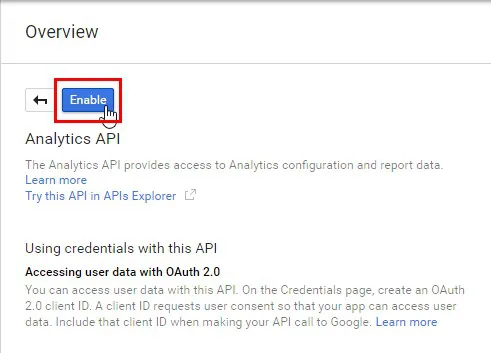 Overview
Enable
Analytics API
The Analytics API provides access to Analytics configuration and report data.
Learn more
Try this API in APIs Explorer
Using credentials with this API
Accessing user data with OAuth 2.0
You can access user data with this API. On the Credentials page, create an OAuth
2.0 client ID. A client ID requests user consent so that your app can access user
data. Include that client ID when making your API call to Google. Learn more